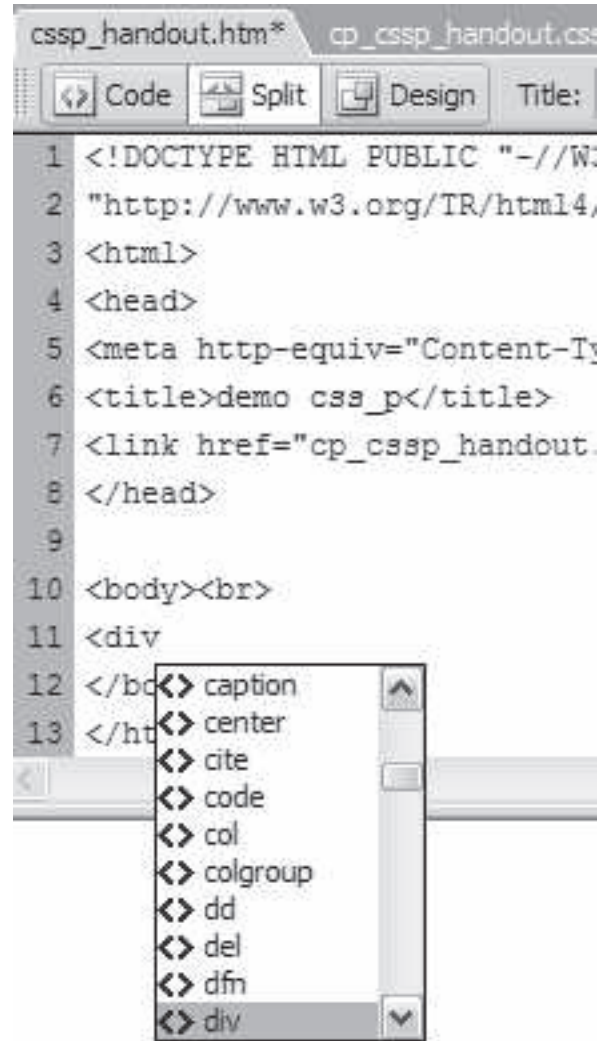 cssp_handout.htm* cp_cssp_handout.css
Code Split Design Title:
1 <!DOCTYPE HTML PUBLIC "-//W3
2 "http://www.w3.org/TR/html4/
3 <html>
4 <head>
5 <meta http-equiv="Content-Ty
6 <title>demo css_p</title>
7 <link href="cp_cssp_handout.
8 </head>
9
10 <body><br>
11 <div
12 </bo
13 </ht
<> caption
<> center
<> cite
<> code
<> col
<> colgroup
<> dd
<> del
<> dfn
<> div